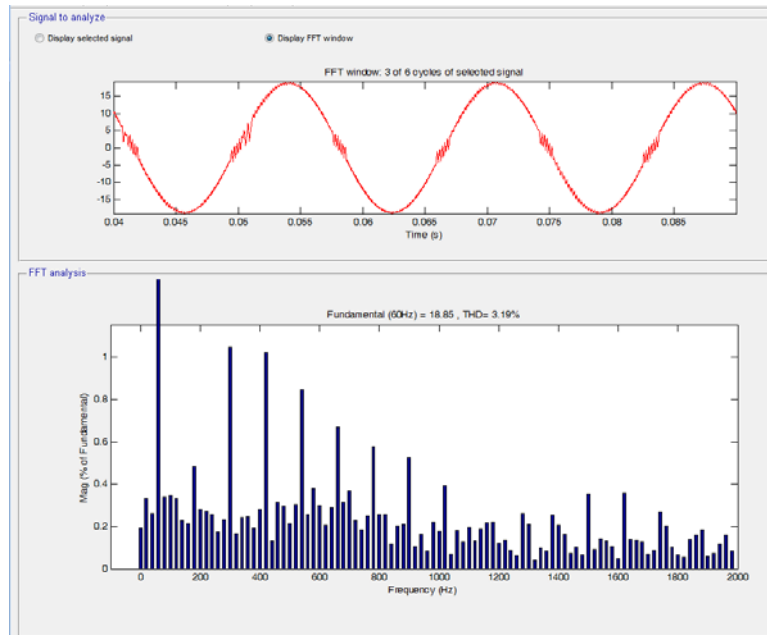 Signal to analyze
Display selected signal
Display FFT window
FFT window: 3 of 6 cycles of selected signal
15
10
5
0
-5
-10
-15
0.04 0.045 0.05 0.055 0.06 0.065 0.07 0.075 0.08 0.085
Time (s)
FFT analysis
Fundamental (60Hz) = 18.85 , THD= 3.19%
1
0.8
0.6
0.4
0.2
0
0 200 400 600 800 1000 1200 1400 1600 1800 2000
Mag (% of Fundamental)
Frequency (Hz)